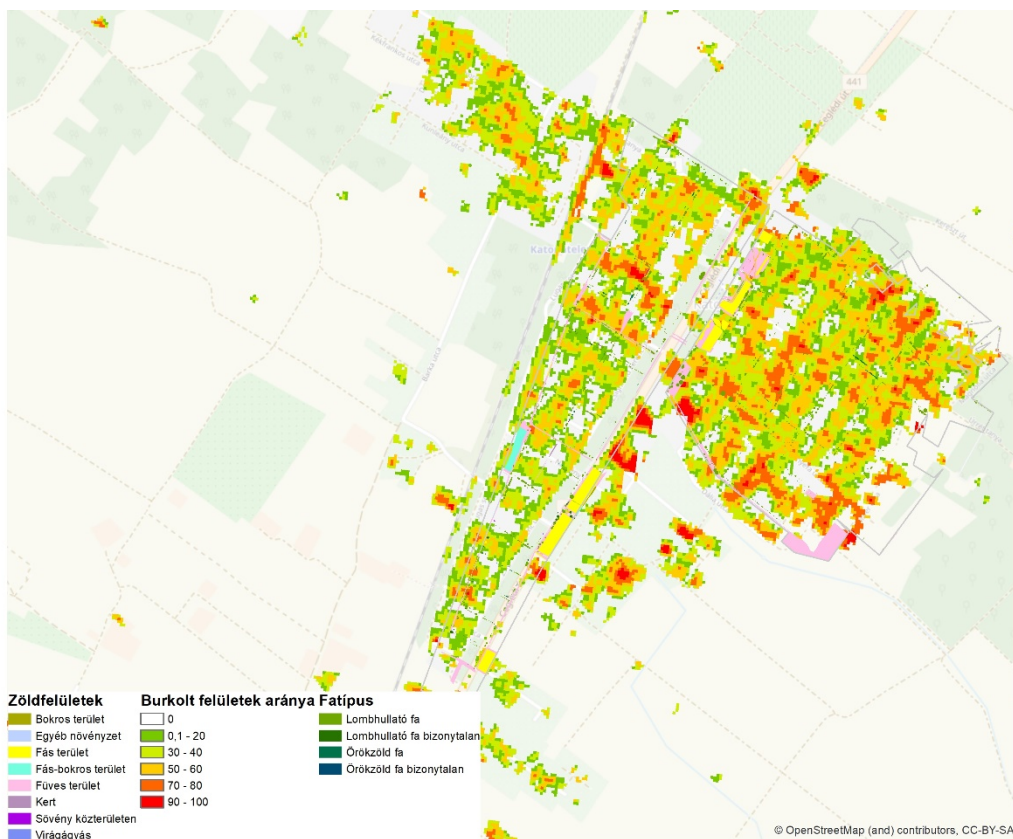 441
Zöldfelületek
Bokros terület
Egyéb növényzet
Fás terület
Fás-bokros terület
Füves terület
Kert
Sövény közterületen
Virágágyás
Burkolt felületek aránya
0
0,1 - 20
30 - 40
50 - 60
70 - 80
90 - 100
Fatípus
Lombhullató fa
Lombhullató fa bizonytalan
Örökzöld fa
Örökzöld fa bizonytalan
© OpenStreetMap (and) contributors, CC-BY-SA